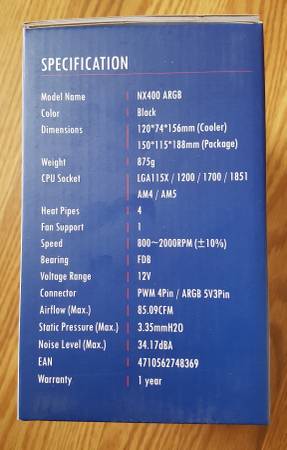 SPECIFICATION
Model Name | NX400 ARGB
Color | Black
Dimensions | 120*74*156mm (Cooler)
150*115*188mm (Package)
Weight | 875g
CPU Socket | LGA115X / 1200 / 1700 / 1851
AM4 / AM5
Heat Pipes | 4
Fan Support | 1
Speed | 800~2000RPM (±10%)
Bearing | FDB
Voltage Range | 12V
Connector | PWM 4Pin / ARGB 5V3Pin
Airflow (Max.) | 85.09CFM
Static Pressure (Max.) | 3.35mmH2O
Noise Level (Max.) | 34.17dBA
EAN | 4710562748369
Warranty | 1 year